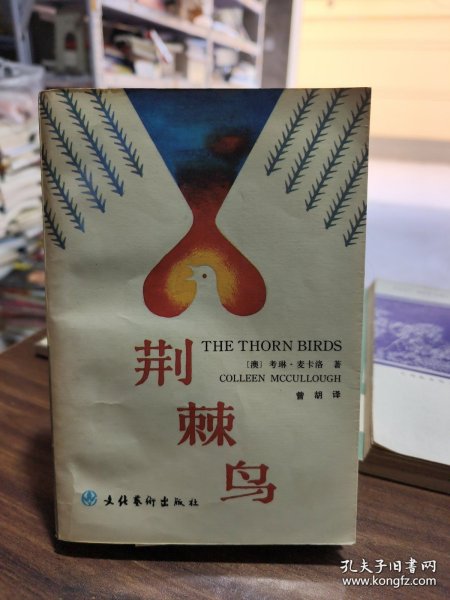 THE THORN BIRDS
[澳] 考琳·麦卡洛 著
COLLEEN MCCULLOUGH
曾胡 译
荆
棘
鸟
文化艺术出版社
孔夫子旧书网
www.kongfz.com